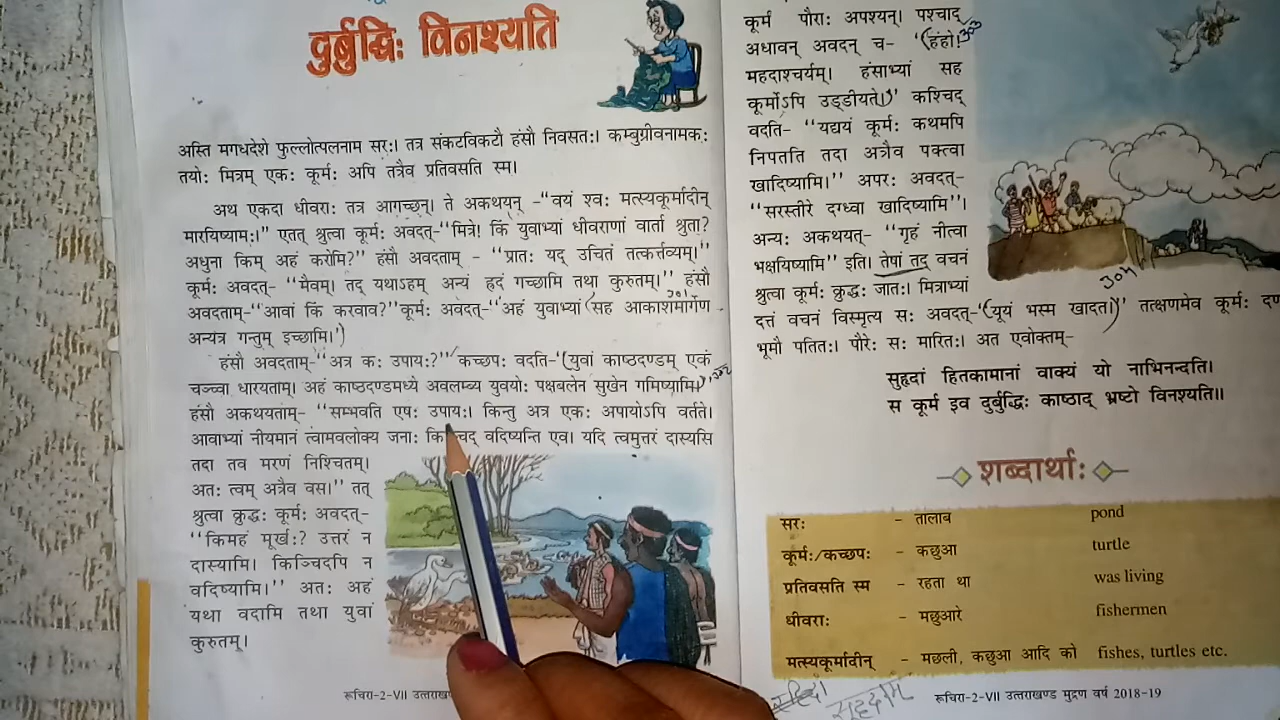 दुर्बुद्धिः विनश्यति
अस्ति मगधदेशे फुल्लोत्पलनाम सरः। तत्र संकटविकटौ हंसौ निवसतः। कम्बुग्रीवनामकः
तयोः मित्रम् एकः कूर्मः अपि तत्रैव प्रतिवसति स्म।
अथ एकदा धीवराः तत्र आगच्छन्। ते अकथयन् -"वयं श्वः मत्स्यकूर्मादीन्
मारयिष्यामः।" एतत् श्रुत्वा कूर्मः अवदत्-"मित्रे! किं युवाभ्यां धीवराणां वार्ता श्रुता?
अधुना किम् अहं करोमि?" हंसौ अवदताम् - "प्रातः यद् उचितं तत्कर्त्तव्यम्।"
कूर्मः अवदत्- "मैवम्। तद् यथाऽहम् अन्यं ह्रदं गच्छामि तथा कुरुतम्।" हंसौ
अवदताम्-"आवां किं करवाव?"कूर्मः अवदत्-"अहं युवाभ्यां सह आकाशमार्गेण
अन्यत्र गन्तुम् इच्छामि।"
हंसौ अवदताम्-"अत्र कः उपायः?" कच्छपः वदति-"युवां काष्ठदण्डम् एकं
चञ्च्वा धारयताम्। अहं काष्ठदण्डमध्ये अवलम्ब्य युवयोः पक्षबलेन सुखेन गमिष्यामि।"
हंसौ अकथयताम्- "सम्भवति एषः उपायः। किन्तु अत्र एकः अपायोऽपि वर्तते।
आवाभ्यां नीयमानं त्वामवलोक्य जनाः वदिष्यन्ति एव। यदि त्वमुत्तरं दास्यसि
तदा तव मरणं निश्चितम्।
अतः त्वम् अत्रैव वस।" तत्
श्रुत्वा क्रुद्धः कूर्मः अवदत्-
"किमहं मूर्खः? उत्तरं न
दास्यामि। किञ्चिदपि न
वदिष्यामि।" अतः अहं
यथा वदामि तथा युवां
कुरुतम्।
रूचिरा-2-VII उत्तराखण्ड
कूर्मं पौराः अपश्यन्। पश्चाद्
अधावन् अवदन् च- "हंहो!
महदाश्चर्यम्। हंसाभ्यां सह
कूर्मोऽपि उड्डीयते।" कश्चिद्
वदति- "यद्ययं कूर्मः कथमपि
निपतति तदा अत्रैव पक्त्वा
खादिष्यामि।" अपरः अवदत्-
"सरस्तीरे दग्ध्वा खादिष्यामि"।
अन्यः अकथयत्- "गृहं नीत्वा
भक्षयिष्यामि" इति। तेषां तद् वचनं
श्रुत्वा कूर्मः क्रुद्धः जातः। मित्राभ्यां
दत्तं वचनं विस्मृत्य सः अवदत्-"यूयं भस्म खादत।" तत्क्षणमेव कूर्मः
भूमौ पतितः। पौरैः सः मारितः। अत एवोक्तम्-
सुहृदां हितकामानां वाक्यं यो नाभिनन्दति।
स कूर्म इव दुर्बुद्धिः काष्ठाद् भ्रष्टो विनश्यति॥
शब्दार्थाः
सरः - तालाब pond
कूर्मः/कच्छपः - कछुआ turtle
प्रतिवसति स्म - रहता था was living
धीवराः - मछुआरे fishermen
मत्स्यकूर्मादीन् - मछली, कछुआ आदि को fishes, turtles etc.
रूचिरा-2-VII उत्तराखण्ड मुद्रण वर्ष 2018-19